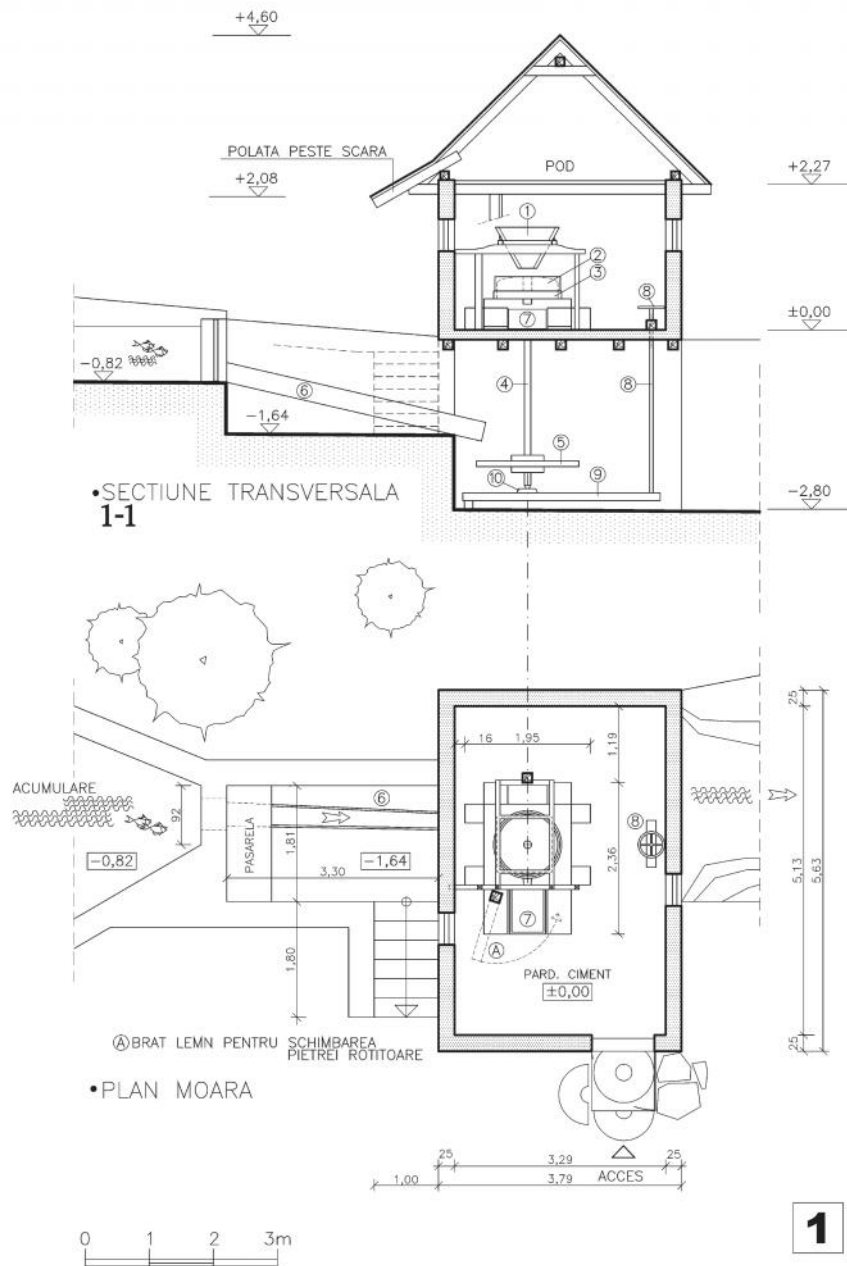 +4,60
POLATA PESTE SCARA
+2,08
POD
+2,27
1
2
3
8
7
±0,00
-0,82
6
4
8
-1,64
5
•SECTIUNE TRANSVERSALA
1-1
10
9
-2,80
25
16 1,95
1,19
ACUMULARE
6
92
PASARELA
1,81
8
-0,82
-1,64
3,30
2,36
5,13
5,63
7
1,80
A
PARD. CIMENT
±0,00
Ⓐ BRAT LEMN PENTRU SCHIMBAREA
PIETREI ROTITOARE
25
•PLAN MOARA
25 3,29 25
ACCES
1,00 3,79
0 1 2 3m
1